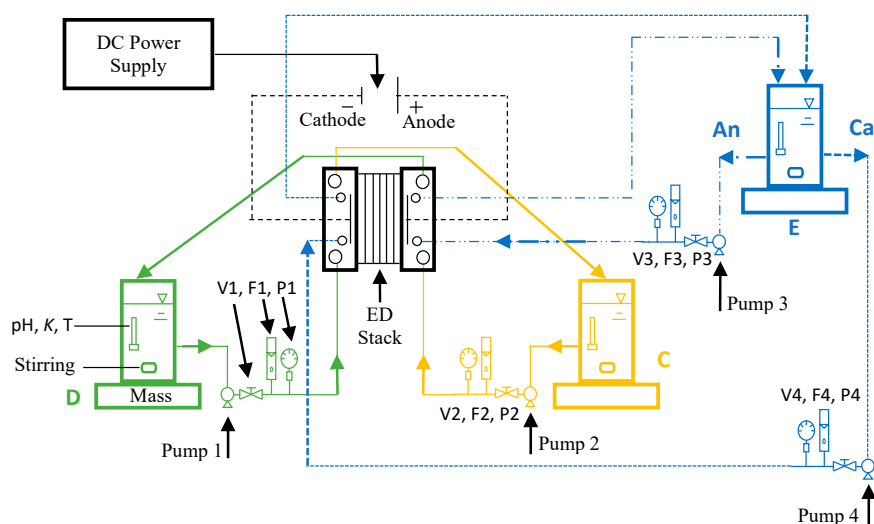 DC Power
Supply
−
+
Cathode
Anode
An
Ca
E
V3, F3, P3
Pump 3
V1, F1, P1
ED
Stack
pH, K, T
Stirring
D
Mass
Pump 1
C
V2, F2, P2
Pump 2
V4, F4, P4
Pump 4